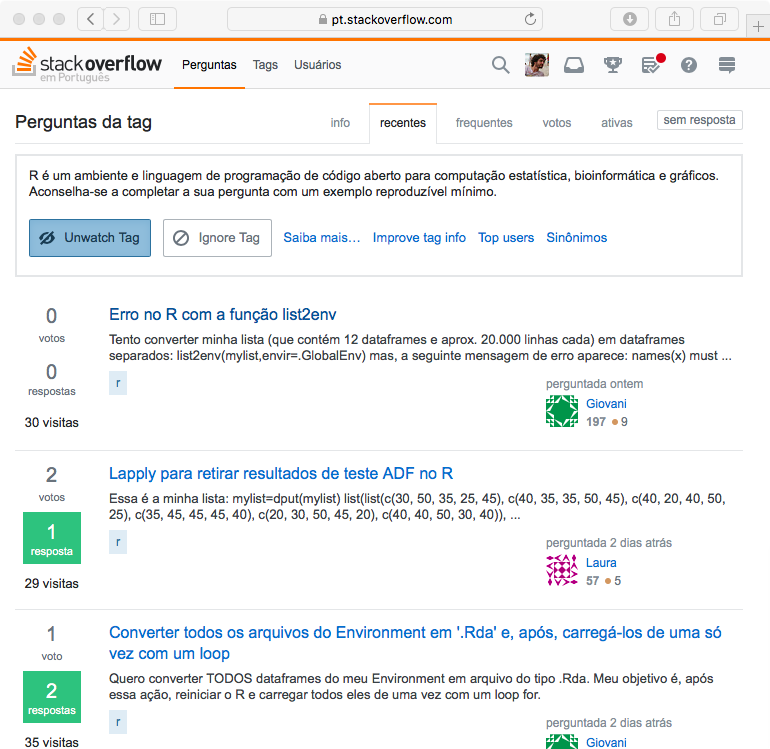 pt.stackoverflow.com
stackoverflow
em Português
Perguntas Tags Usuários
Perguntas da tag
info recentes frequentes votos ativas sem resposta
R é um ambiente e linguagem de programação de código aberto para computação estatística, bioinformática e gráficos.
Aconselha-se a completar a sua pergunta com um exemplo reproduzível mínimo.
Unwatch Tag Ignore Tag Saiba mais… Improve tag info Top users Sinônimos
0
votos
0
respostas
30 visitas
Erro no R com a função list2env
Tento converter minha lista (que contém 12 dataframes e aprox. 20.000 linhas cada) em dataframes
separados: list2env(mylist,envir=.GlobalEnv) mas, a seguinte mensagem de erro aparece: names(x) must ...
r
perguntada ontem
Giovani
197 9
2
votos
1
resposta
29 visitas
Lapply para retirar resultados de teste ADF no R
Essa é a minha lista: mylist=dput(mylist) list(list(c(30, 50, 35, 25, 45), c(40, 35, 35, 50, 45), c(40, 20, 40, 50,
25), c(35, 45, 45, 45, 40), c(20, 30, 50, 45, 20), c(40, 40, 50, 30, 40)), ...
r
perguntada 2 dias atrás
Laura
57 5
1
voto
2
respostas
35 visitas
Converter todos os arquivos do Environment em '.Rda' e, após, carregá-los de uma só
vez com um loop
Quero converter TODOS dataframes do meu Environment em arquivo do tipo .Rda. Meu objetivo é, após
essa ação, reiniciar o R e carregar todos eles de uma vez com um loop for.
r
perguntada 2 dias atrás
Giovani